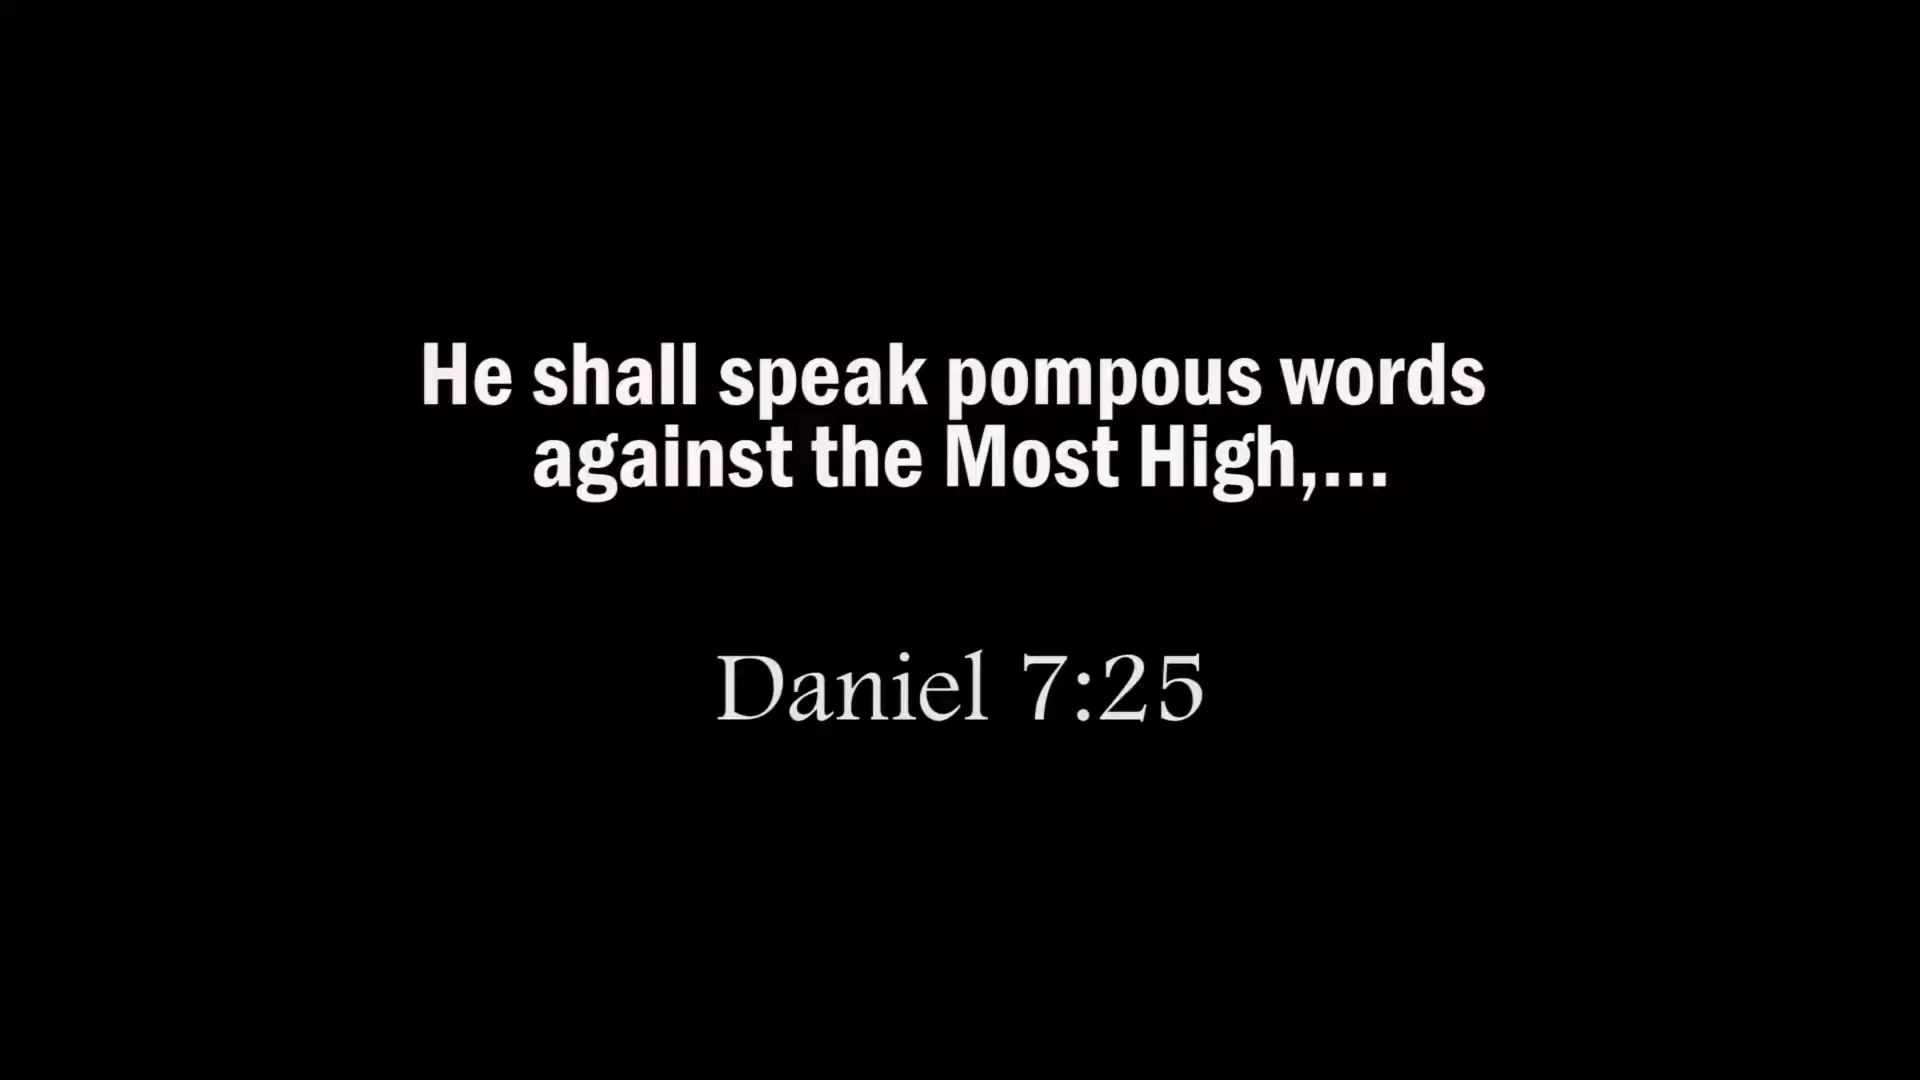 He shall speak pompous words
against the Most High,...
Daniel 7:25